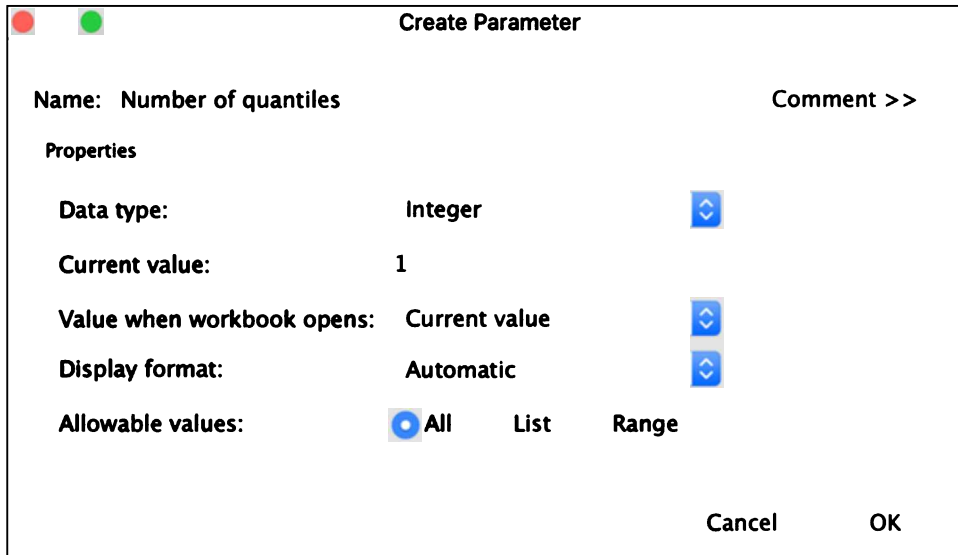 Create Parameter
Name: Number of quantiles Comment >>
Properties
Data type: Integer
Current value: 1
Value when workbook opens: Current value
Display format: Automatic
Allowable values: All List Range
Cancel OK